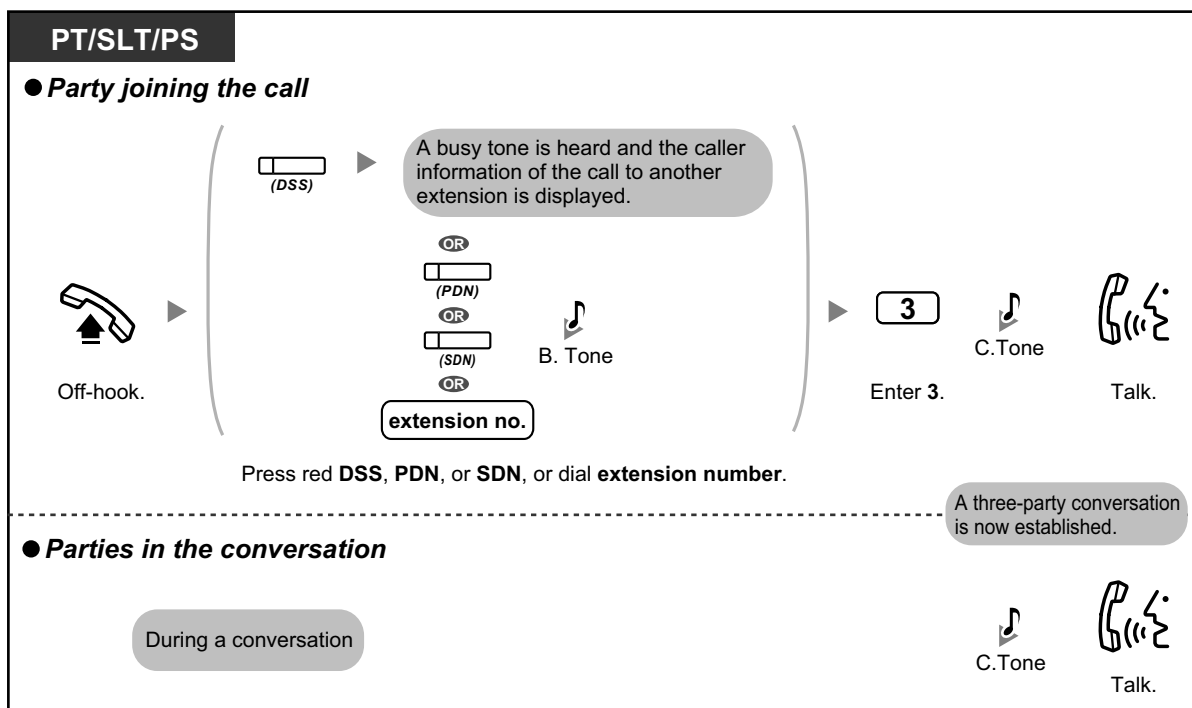 PT/SLT/PS
Party joining the call
(DSS)
A busy tone is heard and the caller
information of the call to another
extension is displayed.
OR
(PDN)
OR
(SDN)
OR
extension no.
B. Tone
3
C.Tone
Off-hook.
Enter 3.
Talk.
Press red DSS, PDN, or SDN, or dial extension number.
A three-party conversation
is now established.
Parties in the conversation
During a conversation
C.Tone
Talk.